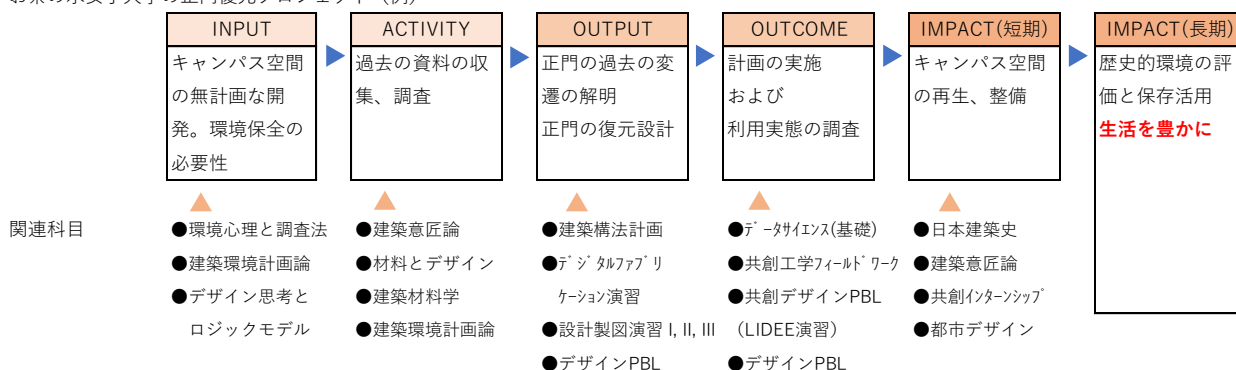 INPUT
キャンパス空間
の無計画な開
発。環境保全の
必要性
ACTIVITY
過去の資料の収
集、調査
OUTPUT
正門の過去の変
遷の解明
正門の復元設計
OUTCOME
計画の実施
および
利用実態の調査
IMPACT(短期)
キャンパス空間
の再生、整備
IMPACT(長期)
歴史的環境の評
価と保存活用
生活を豊かに
関連科目
●環境心理と調査法
●建築環境計画論
●デザイン思考と
ロジックモデル
●建築意匠論
●材料とデザイン
●建築材料学
●建築環境計画論
●建築構法計画
●ﾃﾞｼﾞﾀﾙﾌｧﾌﾞﾘ
ｹｰｼｮﾝ演習
●設計製図演習 I, II, III
●デザインPBL
●ﾃﾞｰﾀｻｲｴﾝｽ(基礎)
●共創工学ﾌｨｰﾙﾄﾞﾜｰｸ
●共創デザインPBL
（LIDEE演習）
●デザインPBL
●日本建築史
●建築意匠論
●共創ｲﾝﾀｰﾝｼｯﾌﾟ
●都市デザイン